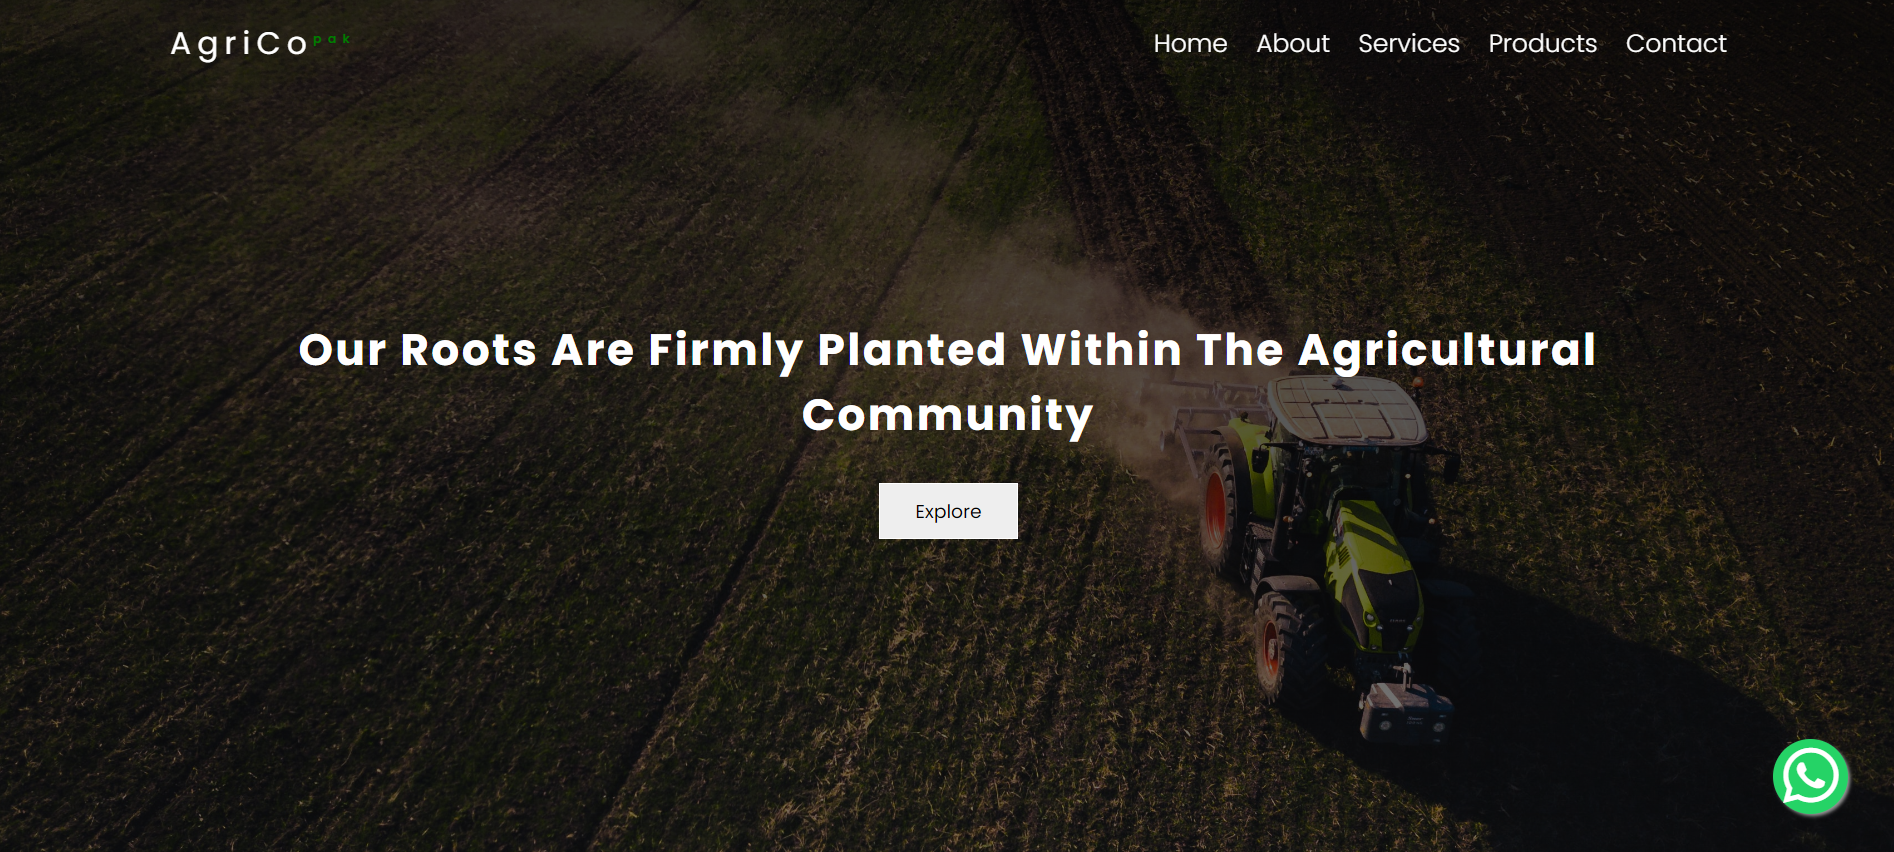 AgriCo pak
Home About Services Products Contact
Our Roots Are Firmly Planted Within The Agricultural
Community
Explore